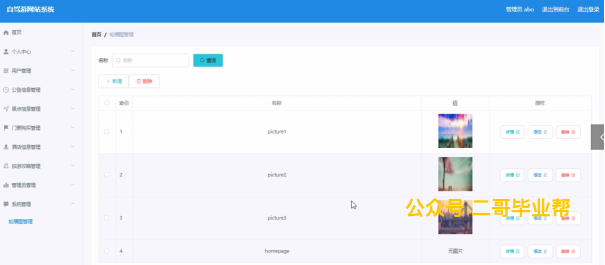 自驾游网站系统
管理员 abo 退出到前台 退出登录
首页
个人中心
用户管理
公告信息管理
景点信息管理
门票购买管理
酒店信息管理
旅游攻略管理
管理员管理
系统管理
轮播图管理
首页 / 轮播图管理
名称 名称 查询
+ 新增 删除
索引 名称 值 操作
1 picture1 详情 修改 删除
2 picture2 详情 修改 删除
3 picture3 详情 修改 删除
4 homepage 无图片 详情 修改 删除
公众号:二哥毕业帮